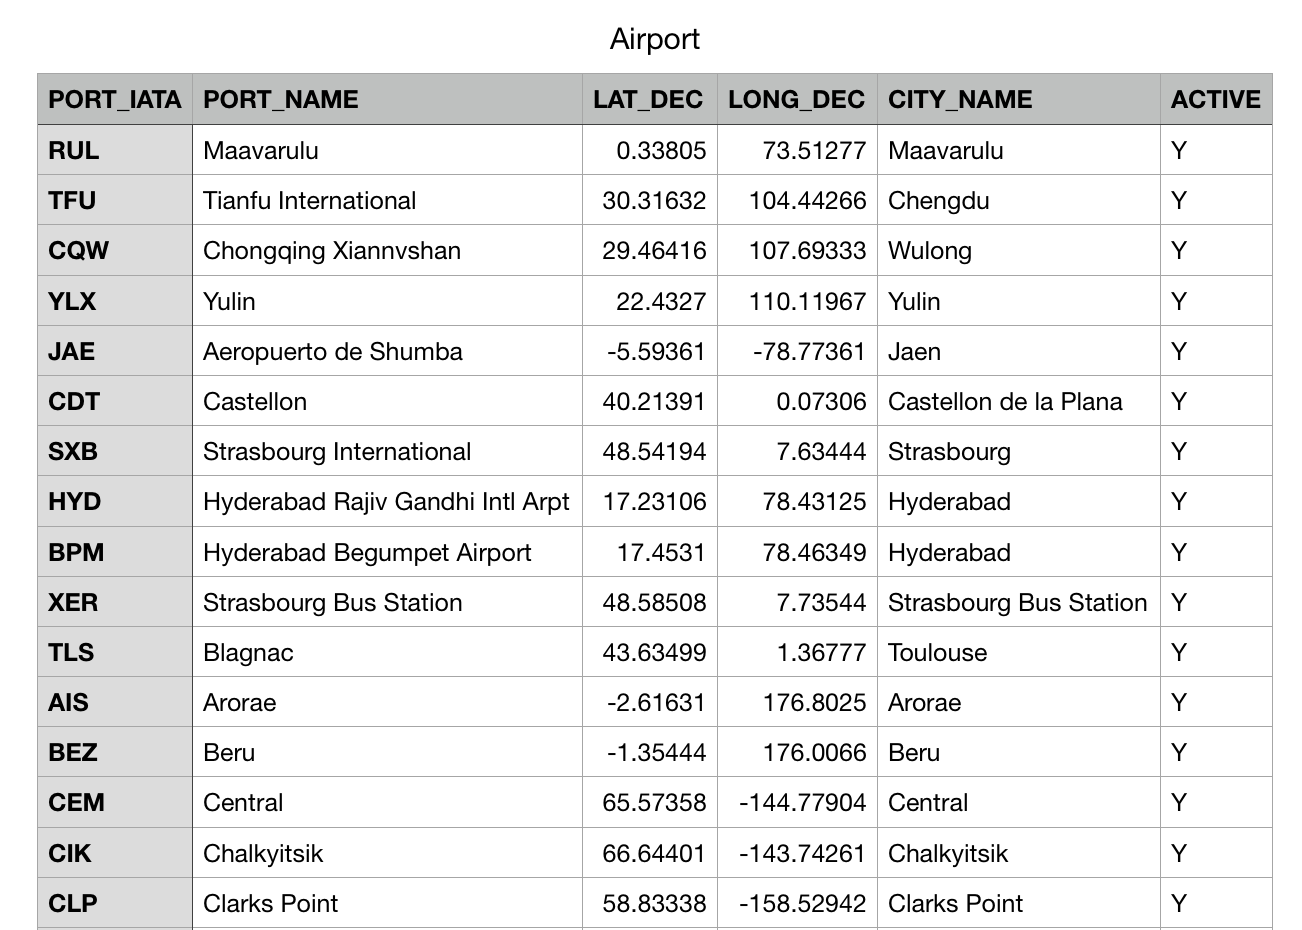 Airport
PORT_IATA PORT_NAME LAT_DEC LONG_DEC CITY_NAME ACTIVE
RUL Maavarulu 0.33805 73.51277 Maavarulu Y
TFU Tianfu International 30.31632 104.44266 Chengdu Y
CQW Chongqing Xiannvshan 29.46416 107.69333 Wulong Y
YLX Yulin 22.4327 110.11967 Yulin Y
JAE Aeropuerto de Shumba -5.59361 -78.77361 Jaen Y
CDT Castellon 40.21391 0.07306 Castellon de la Plana Y
SXB Strasbourg International 48.54194 7.63444 Strasbourg Y
HYD Hyderabad Rajiv Gandhi Intl Arpt 17.23106 78.43125 Hyderabad Y
BPM Hyderabad Begumpet Airport 17.4531 78.46349 Hyderabad Y
XER Strasbourg Bus Station 48.58508 7.73544 Strasbourg Bus Station Y
TLS Blagnac 43.63499 1.36777 Toulouse Y
AIS Arorae -2.61631 176.8025 Arorae Y
BEZ Beru -1.35444 176.0066 Beru Y
CEM Central 65.57358 -144.77904 Central Y
CIK Chalkyitsik 66.64401 -143.74261 Chalkyitsik Y
CLP Clarks Point 58.83338 -158.52942 Clarks Point Y